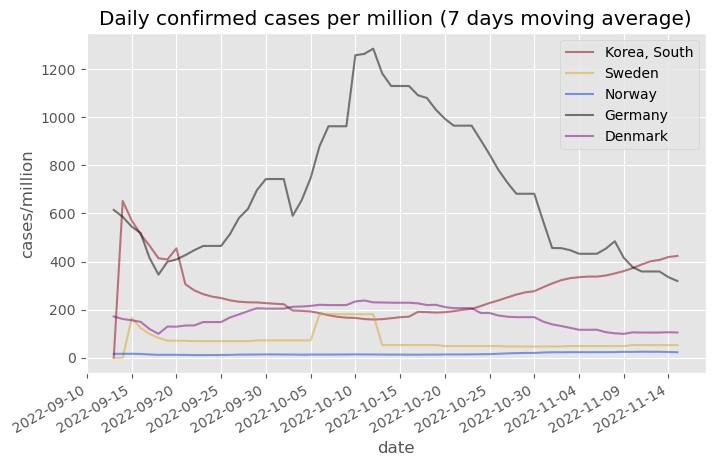 Daily confirmed cases per million (7 days moving average)
Korea, South
Sweden
Norway
Germany
Denmark
cases/million
1200
1000
800
600
400
200
0
2022-09-10
2022-09-15
2022-09-20
2022-09-25
2022-09-30
2022-10-05
2022-10-10
2022-10-15
2022-10-20
2022-10-25
2022-10-30
2022-11-04
2022-11-09
2022-11-14
date